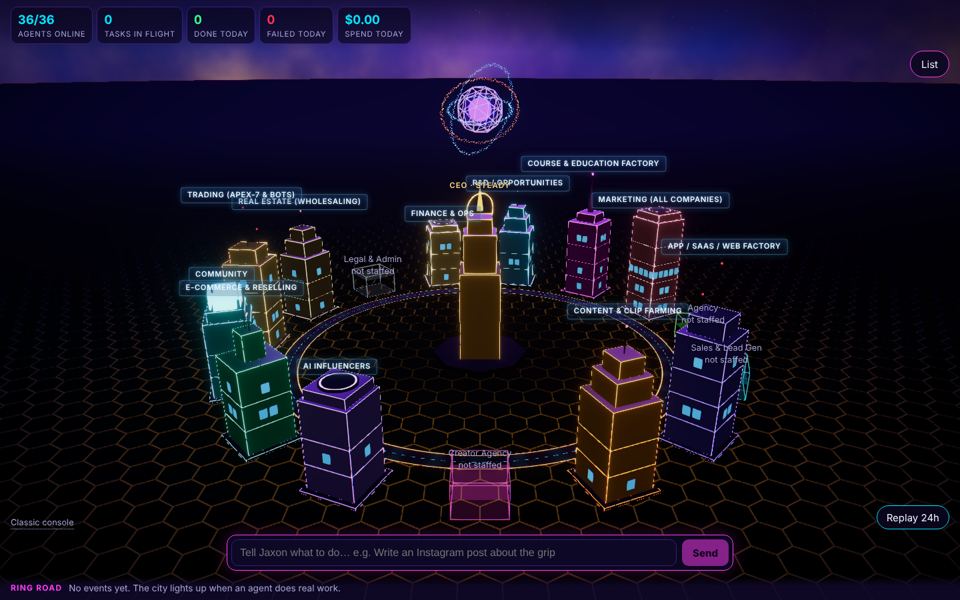 36/36
AGENTS ONLINE
0
TASKS IN FLIGHT
0
DONE TODAY
0
FAILED TODAY
$0.00
SPEND TODAY
List
COURSE & EDUCATION FACTORY
CEO · STEADY
R&D / OPPORTUNITIES
TRADING (APEX-7 & BOTS)
REAL ESTATE (WHOLESALING)
MARKETING (ALL COMPANIES)
FINANCE & OPS
APP / SAAS / WEB FACTORY
Legal & Admin
not staffed
COMMUNITY
E-COMMERCE & RESELLING
CONTENT & CLIP FARMING
Agency
not staffed
Sales & Lead Gen
not staffed
AI INFLUENCERS
Creator Agency
not staffed
Classic console
Replay 24h
Tell Jaxon what to do... e.g. Write an Instagram post about the grip
Send
RING ROAD No events yet. The city lights up when an agent does real work.